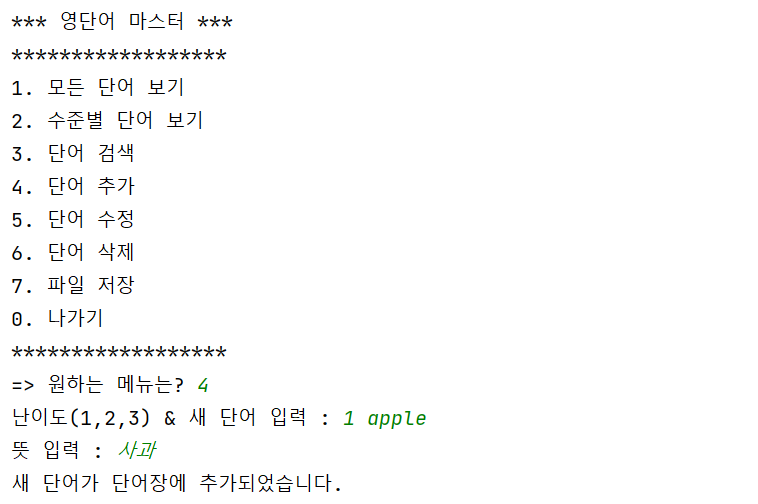 *** 영단어 마스터 ***
******************
1. 모든 단어 보기
2. 수준별 단어 보기
3. 단어 검색
4. 단어 추가
5. 단어 수정
6. 단어 삭제
7. 파일 저장
0. 나가기
******************
=> 원하는 메뉴는? 4
난이도(1,2,3) & 새 단어 입력 : 1 apple
뜻 입력 : 사과
새 단어가 단어장에 추가되었습니다.